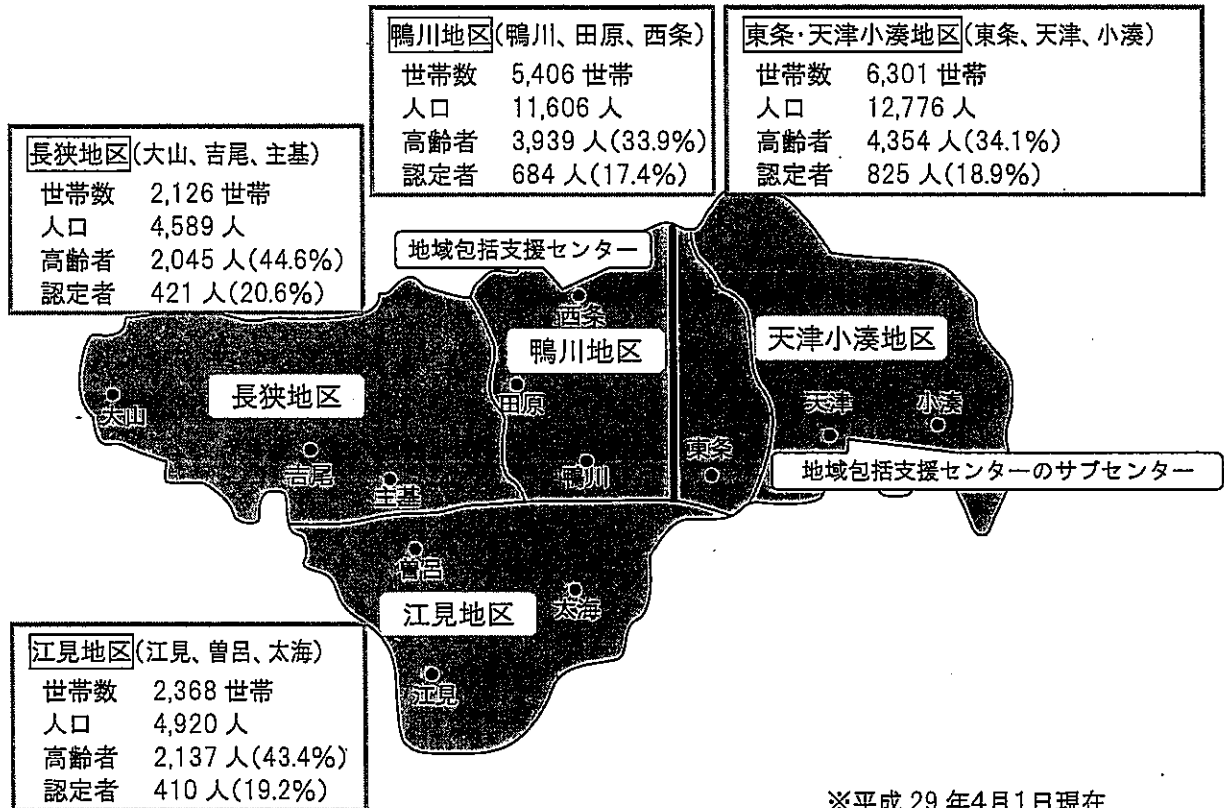 鴨川地区(鴨川、田原、西条)
世帯数 5,406 世帯
人口 11,606 人
高齢者 3,939 人(33.9%)
認定者 684 人(17.4%)
東条・天津小湊地区(東条、天津、小湊)
世帯数 6,301 世帯
人口 12,776 人
高齢者 4,354 人(34.1%)
認定者 825 人(18.9%)
長狭地区(大山、吉尾、主基)
世帯数 2,126 世帯
人口 4,589 人
高齢者 2,045 人(44.6%)
認定者 421 人(20.6%)
地域包括支援センター
西条
鴨川地区
天津小湊地区
長狭地区
大山
田原
天津
小湊
吉尾
主基
鴨川
東条
地域包括支援センターのサブセンター
曽呂
太海
江見地区
江見
江見地区(江見、曽呂、太海)
世帯数 2,368 世帯
人口 4,920 人
高齢者 2,137 人(43.4%)
認定者 410 人(19.2%)
※平成 29 年4月1日現在